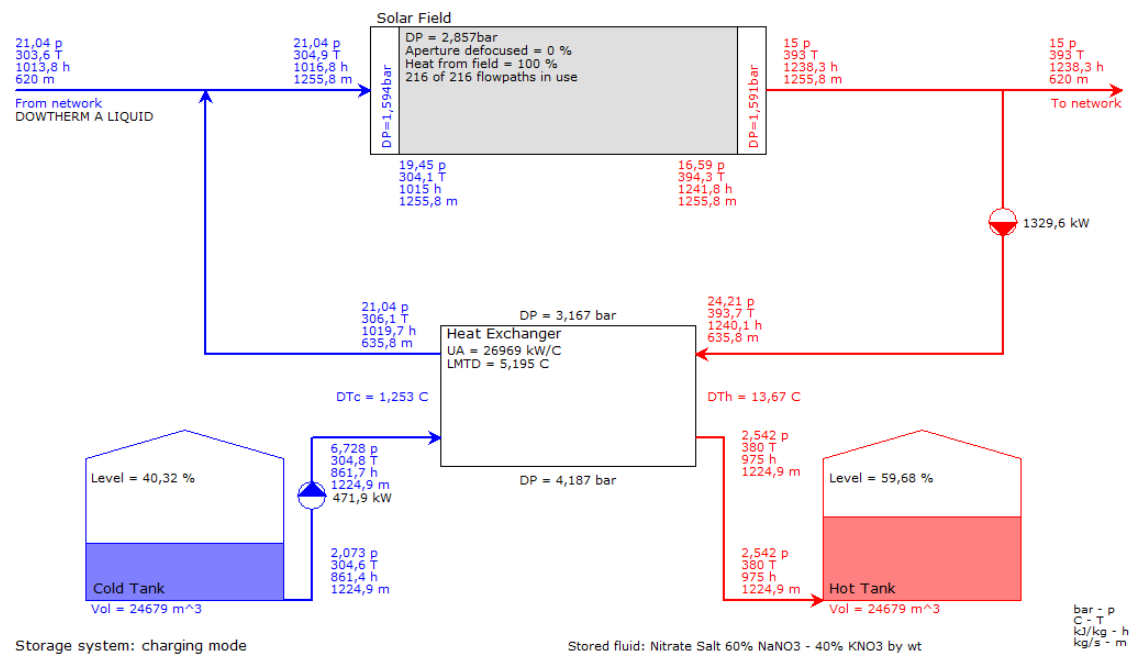 Solar Field
21,04 p
303,6 T
1013,8 h
620 m
From network
DOWTHERM A LIQUID
21,04 p
304,9 T
1016,8 h
1255,8 m
DP=1,594bar
DP = 2,857bar
Aperture defocused = 0 %
Heat from field = 100 %
216 of 216 flowpaths in use
DP=1,591bar
15 p
393 T
1238,3 h
1255,8 m
15 p
393 T
1238,3 h
620 m
To network
19,45 p
304,1 T
1015 h
1255,8 m
16,59 p
394,3 T
1241,8 h
1255,8 m
1329,6 kW
21,04 p
306,1 T
1019,7 h
635,8 m
DP = 3,167 bar
24,21 p
393,7 T
1240,1 h
635,8 m
Heat Exchanger
UA = 26969 kW/C
LMTD = 5,195 C
DTc = 1,253 C
DTh = 13,67 C
DP = 4,187 bar
6,728 p
304,8 T
861,7 h
1224,9 m
471,9 kW
2,542 p
380 T
975 h
1224,9 m
Level = 40,32 %
Level = 59,68 %
2,073 p
304,6 T
861,4 h
1224,9 m
2,542 p
380 T
975 h
1224,9 m
Cold Tank
Vol = 24679 m^3
Hot Tank
Vol = 24679 m^3
bar - p
C - T
kJ/kg - h
kg/s - m
Storage system: charging mode
Stored fluid: Nitrate Salt 60% NaNO3 - 40% KNO3 by wt